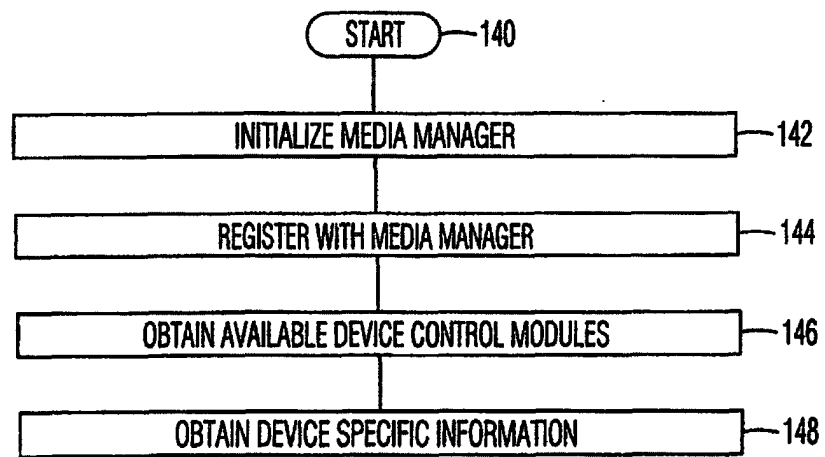 START 140
INITIALIZE MEDIA MANAGER 142
REGISTER WITH MEDIA MANAGER 144
OBTAIN AVAILABLE DEVICE CONTROL MODULES 146
OBTAIN DEVICE SPECIFIC INFORMATION 148